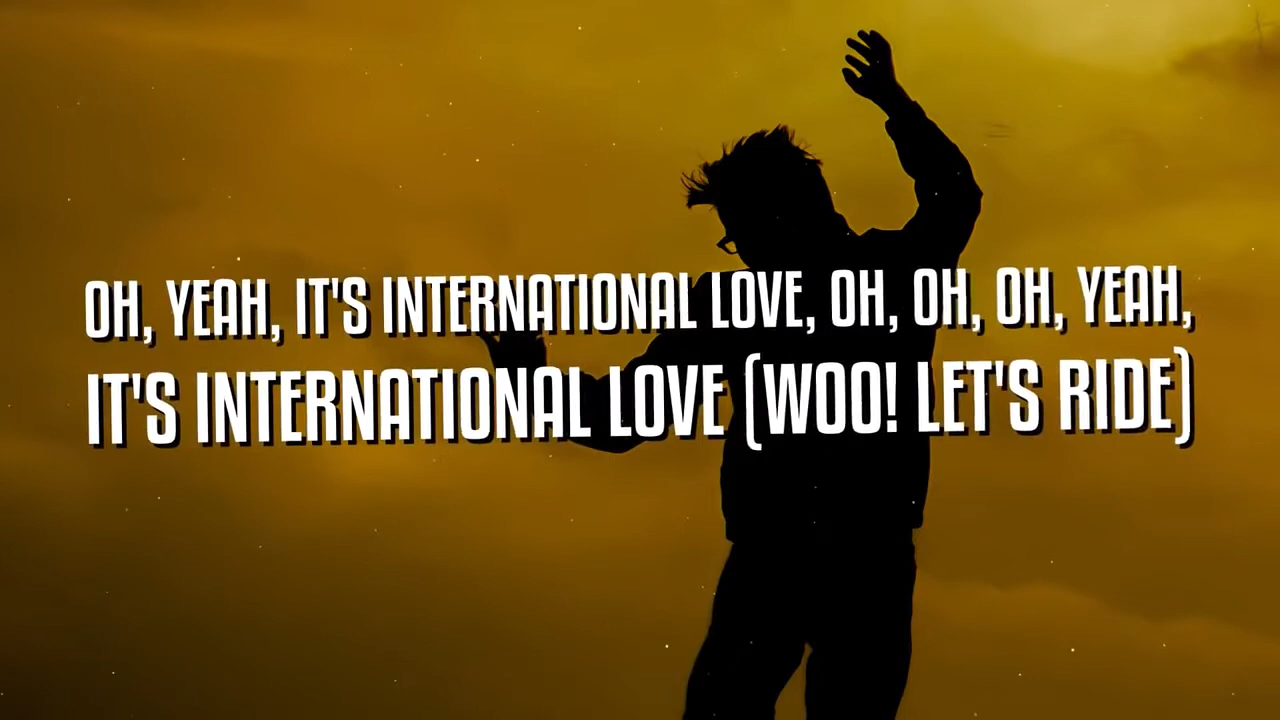 OH, YEAH, IT'S INTERNATIONAL LOVE, OH, OH, OH, YEAH,
IT'S INTERNATIONAL LOVE (WOO! LET'S RIDE)